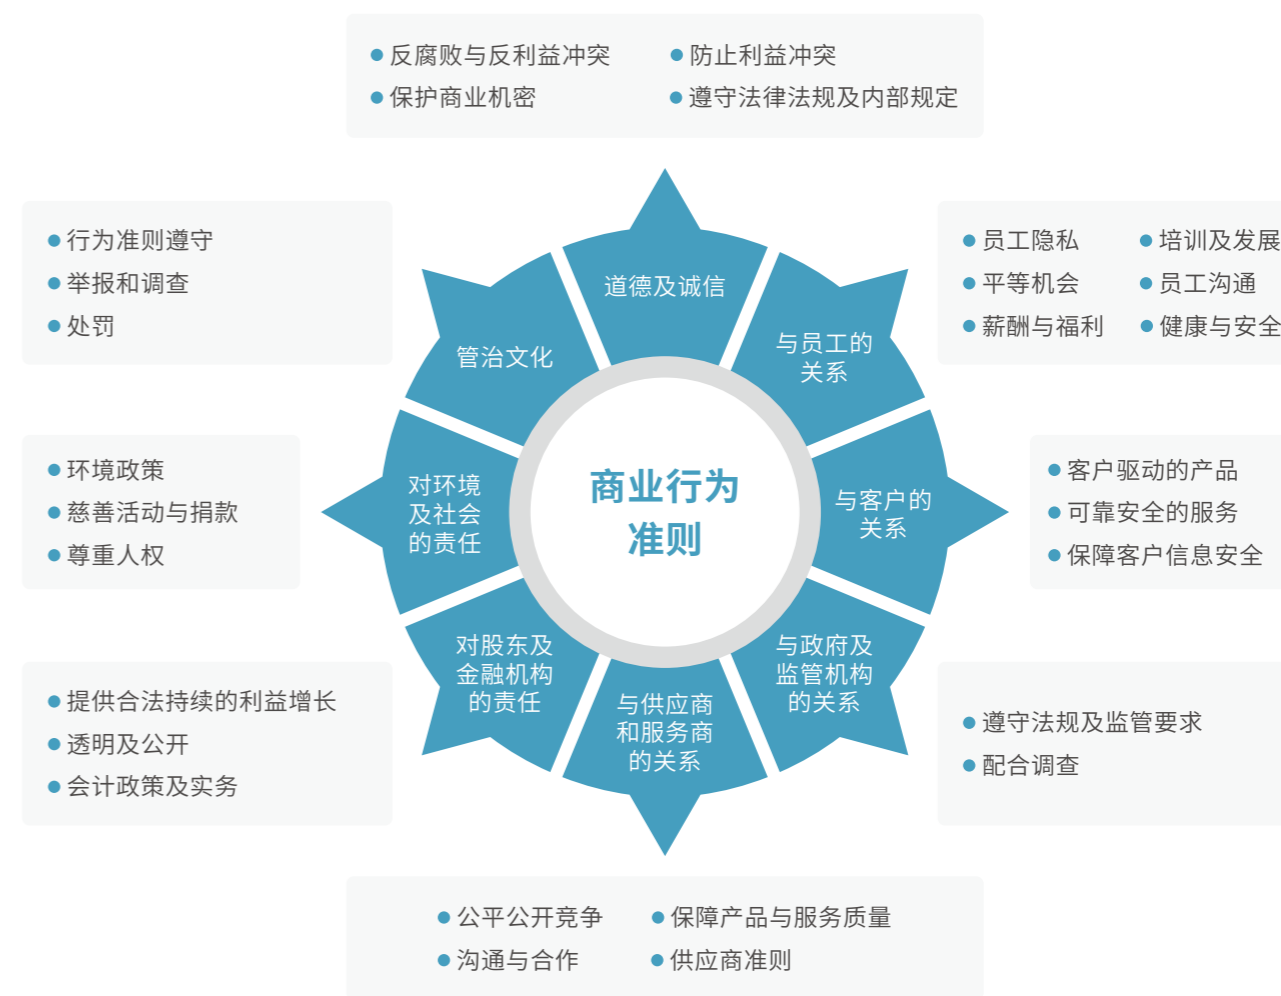 反腐败与反利益冲突
防止利益冲突
保护商业机密
遵守法律法规及内部规定
行为准则遵守
举报和调查
处罚
员工隐私
培训及发展
平等机会
员工沟通
薪酬与福利
健康与安全
道德及诚信
管治文化
与员工的
关系
环境政策
慈善活动与捐款
尊重人权
对环境
及社会
的责任
商业行为
准则
与客户的
关系
客户驱动的产品
可靠安全的服务
保障客户信息安全
提供合法持续的利益增长
透明及公开
会计政策及实务
对股东及
金融机构
的责任
与供应商
和服务商
的关系
与政府及
监管机构
的关系
遵守法规及监管要求
配合调查
公平公开竞争
保障产品与服务质量
沟通与合作
供应商准则